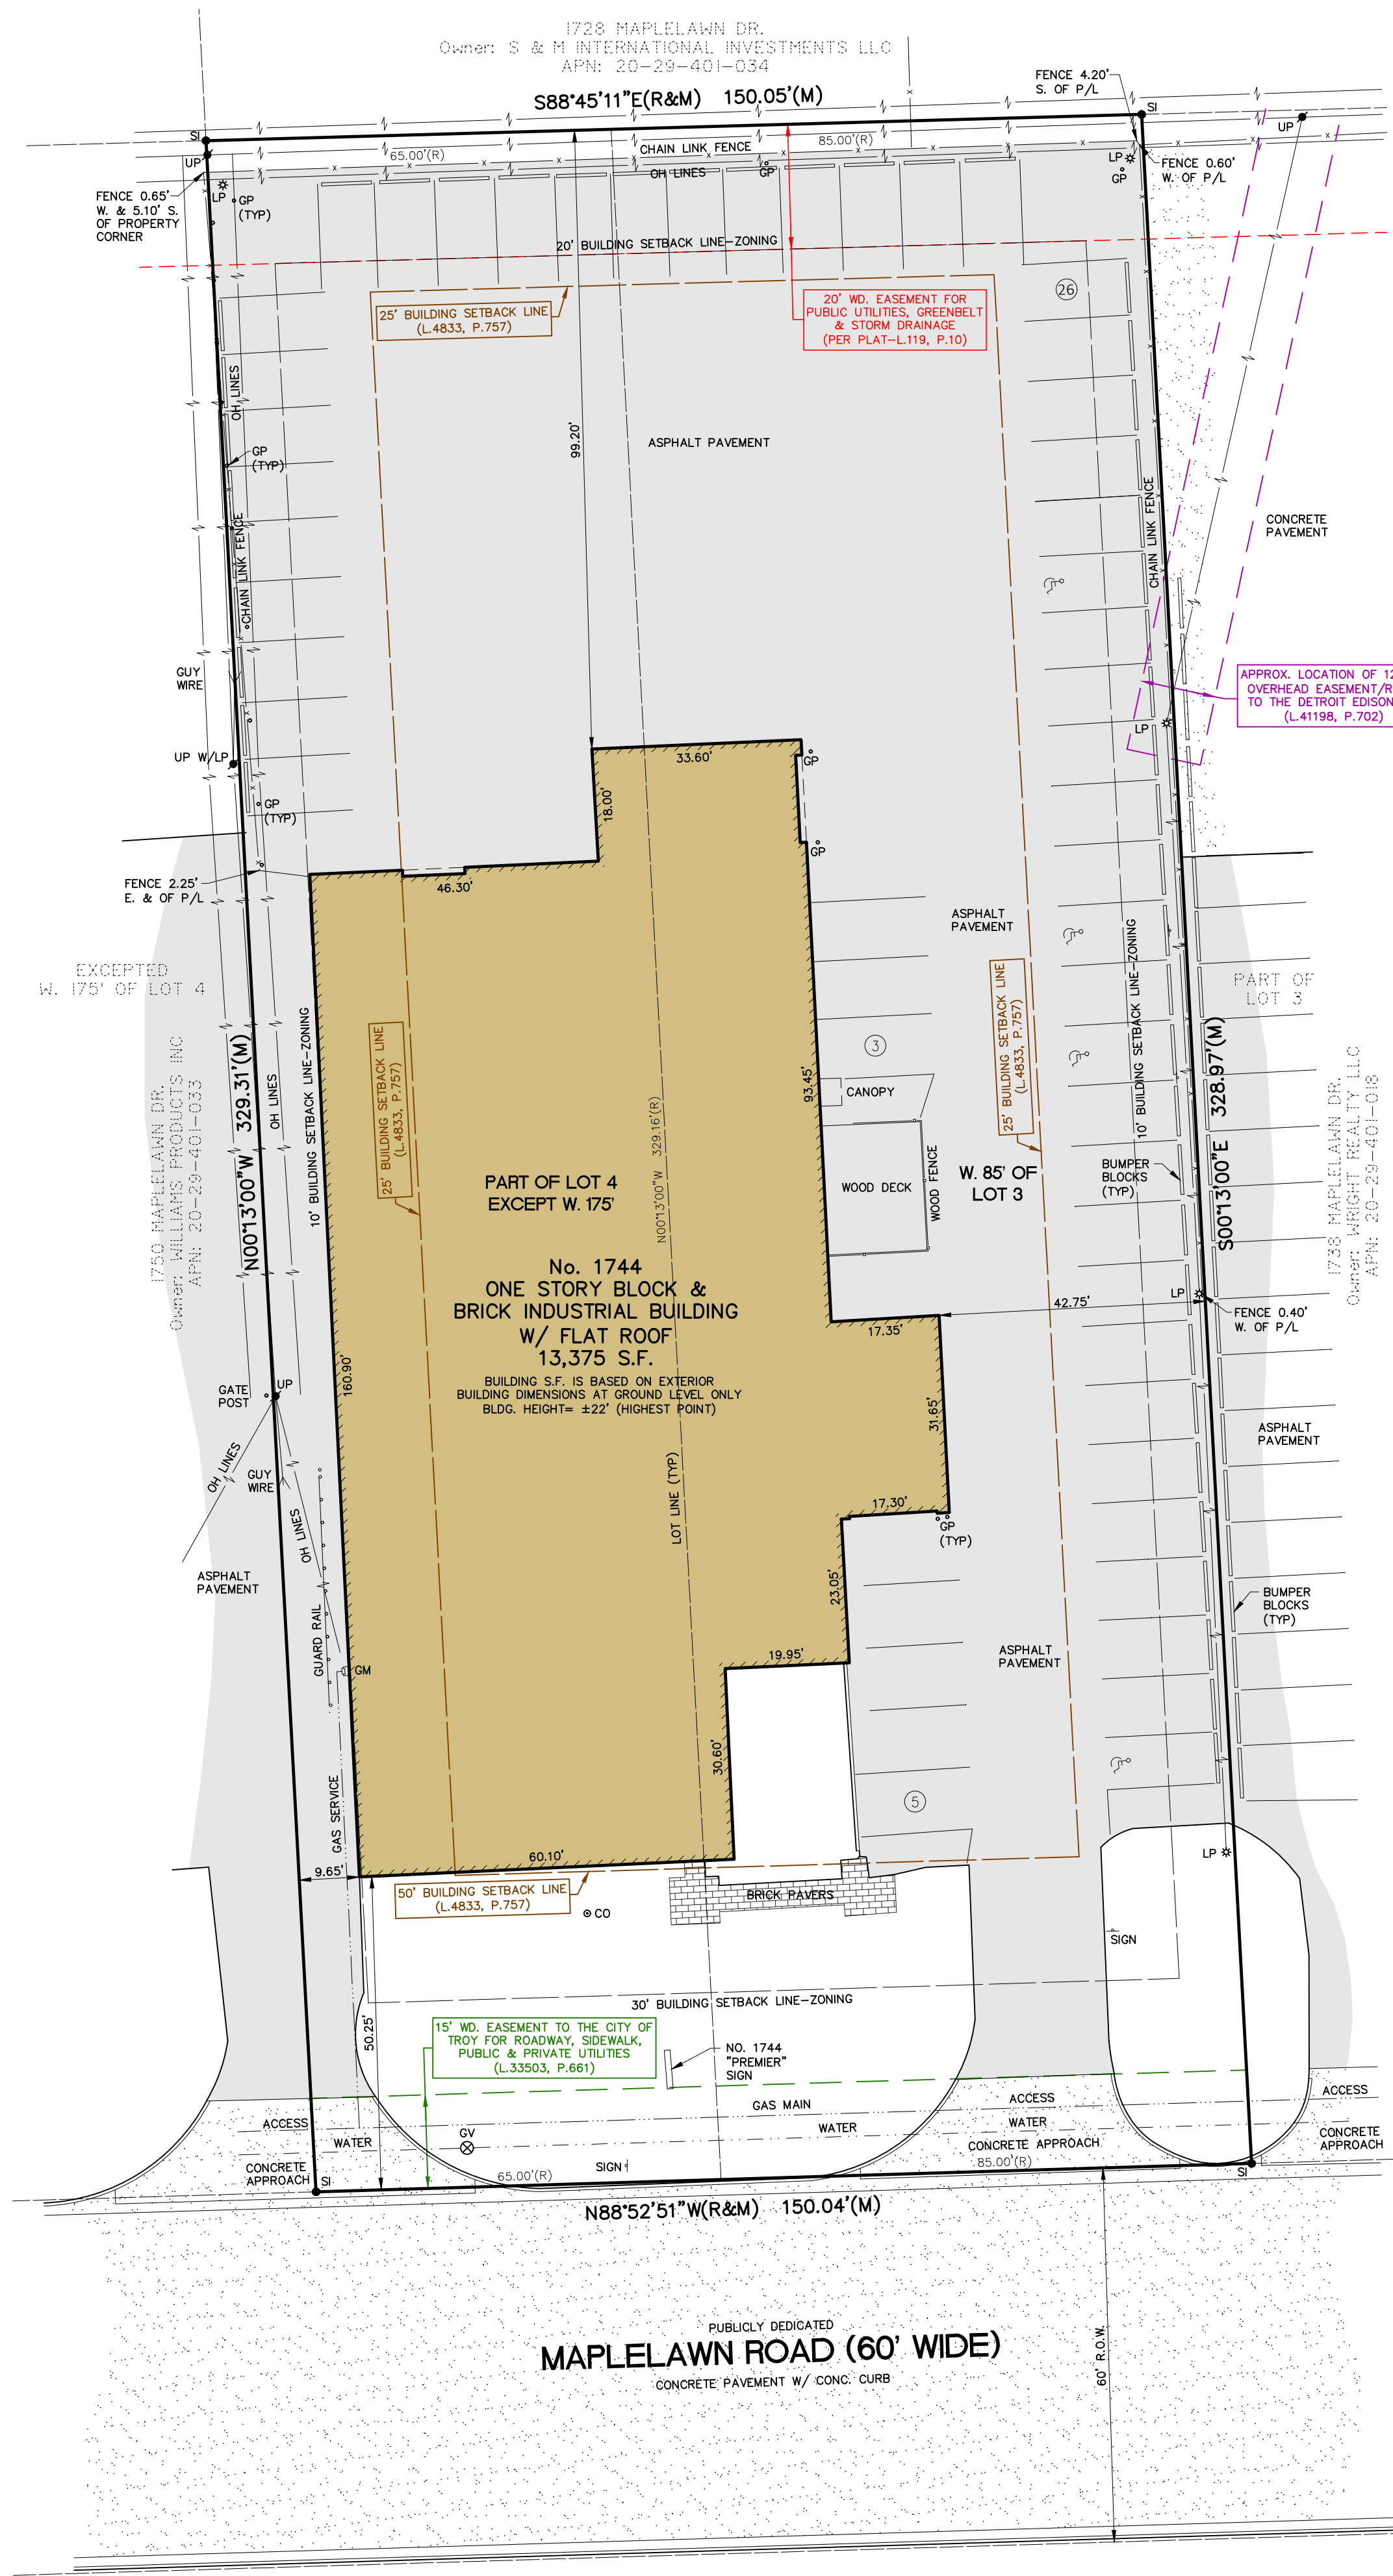 1728 MAPLELAWN DR.
Owner: S & M INTERNATIONAL INVESTMENTS LLC
APN: 20-29-401-034
S88°45'11"E(R&M) 150.05'(M)
FENCE 4.20'
S. OF P/L
SI
SI
UP
UP
65.00'(R)
CHAIN LINK FENCE
85.00'(R)
OH LINES
GP
LP
GP
FENCE 0.60'
W. OF P/L
FENCE 0.65'
W. & 5.10' S.
OF PROPERTY
CORNER
LP
GP
(TYP)
20' BUILDING SETBACK LINE-ZONING
26
25' BUILDING SETBACK LINE
(L.4833, P.757)
20' WD. EASEMENT FOR
PUBLIC UTILITIES, GREENBELT
& STORM DRAINAGE
(PER PLAT-L.119, P.10)
OH LINES
99.20'
ASPHALT PAVEMENT
GP
(TYP)
CHAIN LINK FENCE
CHAIN LINK FENCE
CONCRETE
PAVEMENT
GUY
WIRE
APPROX. LOCATION OF 12
OVERHEAD EASEMENT/R
TO THE DETROIT EDISON
(L.41198, P.702)
LP
UP W/LP
33.60'
GP
18.00'
GP
(TYP)
GP
FENCE 2.25'
E. & OF P/L
46.30'
ASPHALT
PAVEMENT
EXCEPTED
W. 175' OF LOT 4
PART OF
LOT 3
10' BUILDING SETBACK LINE-ZONING
10' BUILDING SETBACK LINE-ZONING
25' BUILDING SETBACK LINE
(L.4833, P.757)
25' BUILDING SETBACK LINE
(L.4833, P.757)
N00°13'00"W 329.31'(M)
OH LINES
1750 MAPLELAWN DR.
Owner: WILLIAMS PRODUCTS INC
APN: 20-29-401-033
N00°13'00"W 329.16'(R)
93.45'
3
CANOPY
WOOD DECK
WOOD FENCE
W. 85' OF
LOT 3
BUMPER
BLOCKS
(TYP)
S00°13'00"E 328.97'(M)
1738 MAPLELAWN DR.
Owner: WRIGHT REALTY LLC
APN: 20-29-401-018
PART OF LOT 4
EXCEPT W. 175'
No. 1744
ONE STORY BLOCK &
BRICK INDUSTRIAL BUILDING
W/ FLAT ROOF
13,375 S.F.
BUILDING S.F. IS BASED ON EXTERIOR
BUILDING DIMENSIONS AT GROUND LEVEL ONLY
BLDG. HEIGHT= ±22' (HIGHEST POINT)
42.75'
LP
FENCE 0.40'
W. OF P/L
17.35'
160.90'
GATE
POST
UP
31.65'
ASPHALT
PAVEMENT
OH LINES
GUY
WIRE
OH LINES
LOT LINE (TYP)
17.30'
GP
(TYP)
ASPHALT
PAVEMENT
23.05'
BUMPER
BLOCKS
(TYP)
GUARD RAIL
ASPHALT
PAVEMENT
19.95'
GM
30.60'
GAS SERVICE
5
LP
9.65'
60.10'
50' BUILDING SETBACK LINE
(L.4833, P.757)
BRICK PAVERS
CO
SIGN
30' BUILDING SETBACK LINE-ZONING
50.25'
15' WD. EASEMENT TO THE CITY OF
TROY FOR ROADWAY, SIDEWALK,
PUBLIC & PRIVATE UTILITIES
(L.33503, P.661)
NO. 1744
"PREMIER"
SIGN
GAS MAIN
ACCESS
ACCESS
ACCESS
WATER
GV
WATER
WATER
CONCRETE
APPROACH
SIGN
CONCRETE APPROACH
CONCRETE
APPROACH
SI
65.00'(R)
85.00'(R)
SI
N88°52'51"W(R&M) 150.04'(M)
PUBLICLY DEDICATED
MAPLELAWN ROAD (60' WIDE)
CONCRETE PAVEMENT W/ CONC. CURB
60' R.O.W.